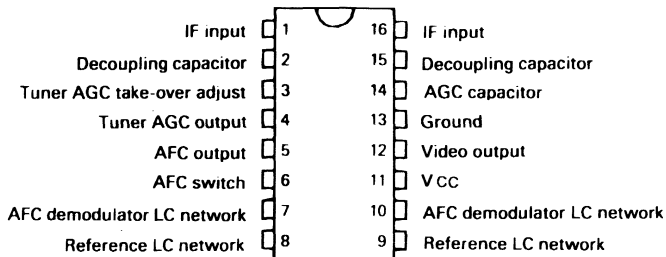 IF input 1 16 IF input
Decoupling capacitor 2 15 Decoupling capacitor
Tuner AGC take-over adjust 3 14 AGC capacitor
Tuner AGC output 4 13 Ground
AFC output 5 12 Video output
AFC switch 6 11 VCC
AFC demodulator LC network 7 10 AFC demodulator LC network
Reference LC network 8 9 Reference LC network